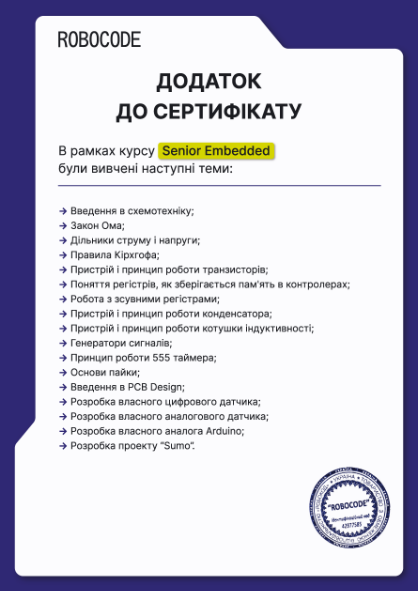 ROBOCODE
ДОДАТОК
ДО СЕРТИФІКАТУ
В рамках курсу Senior Embedded
були вивчені наступні теми:
→ Введення в схемотехніку;
→ Закон Ома;
→ Дільники струму і напруги;
→ Правила Кірхгофа;
→ Пристрій і принцип роботи транзисторів;
→ Поняття регістрів, як зберігається пам'ять в контролерах;
→ Робота з зсувними регістрами;
→ Пристрій і принцип роботи конденсатора;
→ Пристрій і принцип роботи котушки індуктивності;
→ Генератори сигналів;
→ Принцип роботи 555 таймера;
→ Основи пайки;
→ Введення в PCB Design;
→ Розробка власного цифрового датчика;
→ Розробка власного аналогового датчика;
→ Розробка власного аналога Arduino;
→ Розробка проекту "Sumo".
УКРАЇНА
"ROBOCODE"